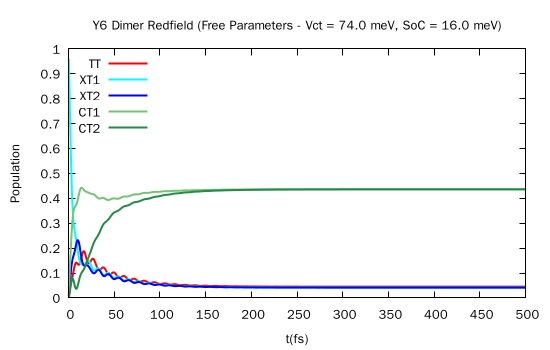 Y6 Dimer Redfield (Free Parameters - Vct = 74.0 meV, SoC = 16.0 meV)
1
0.9
0.8
0.7
0.6
0.5
0.4
0.3
0.2
0.1
0
TT
XT1
XT2
CT1
CT2
Population
0 50 100 150 200 250 300 350 400 450 500
t(fs)